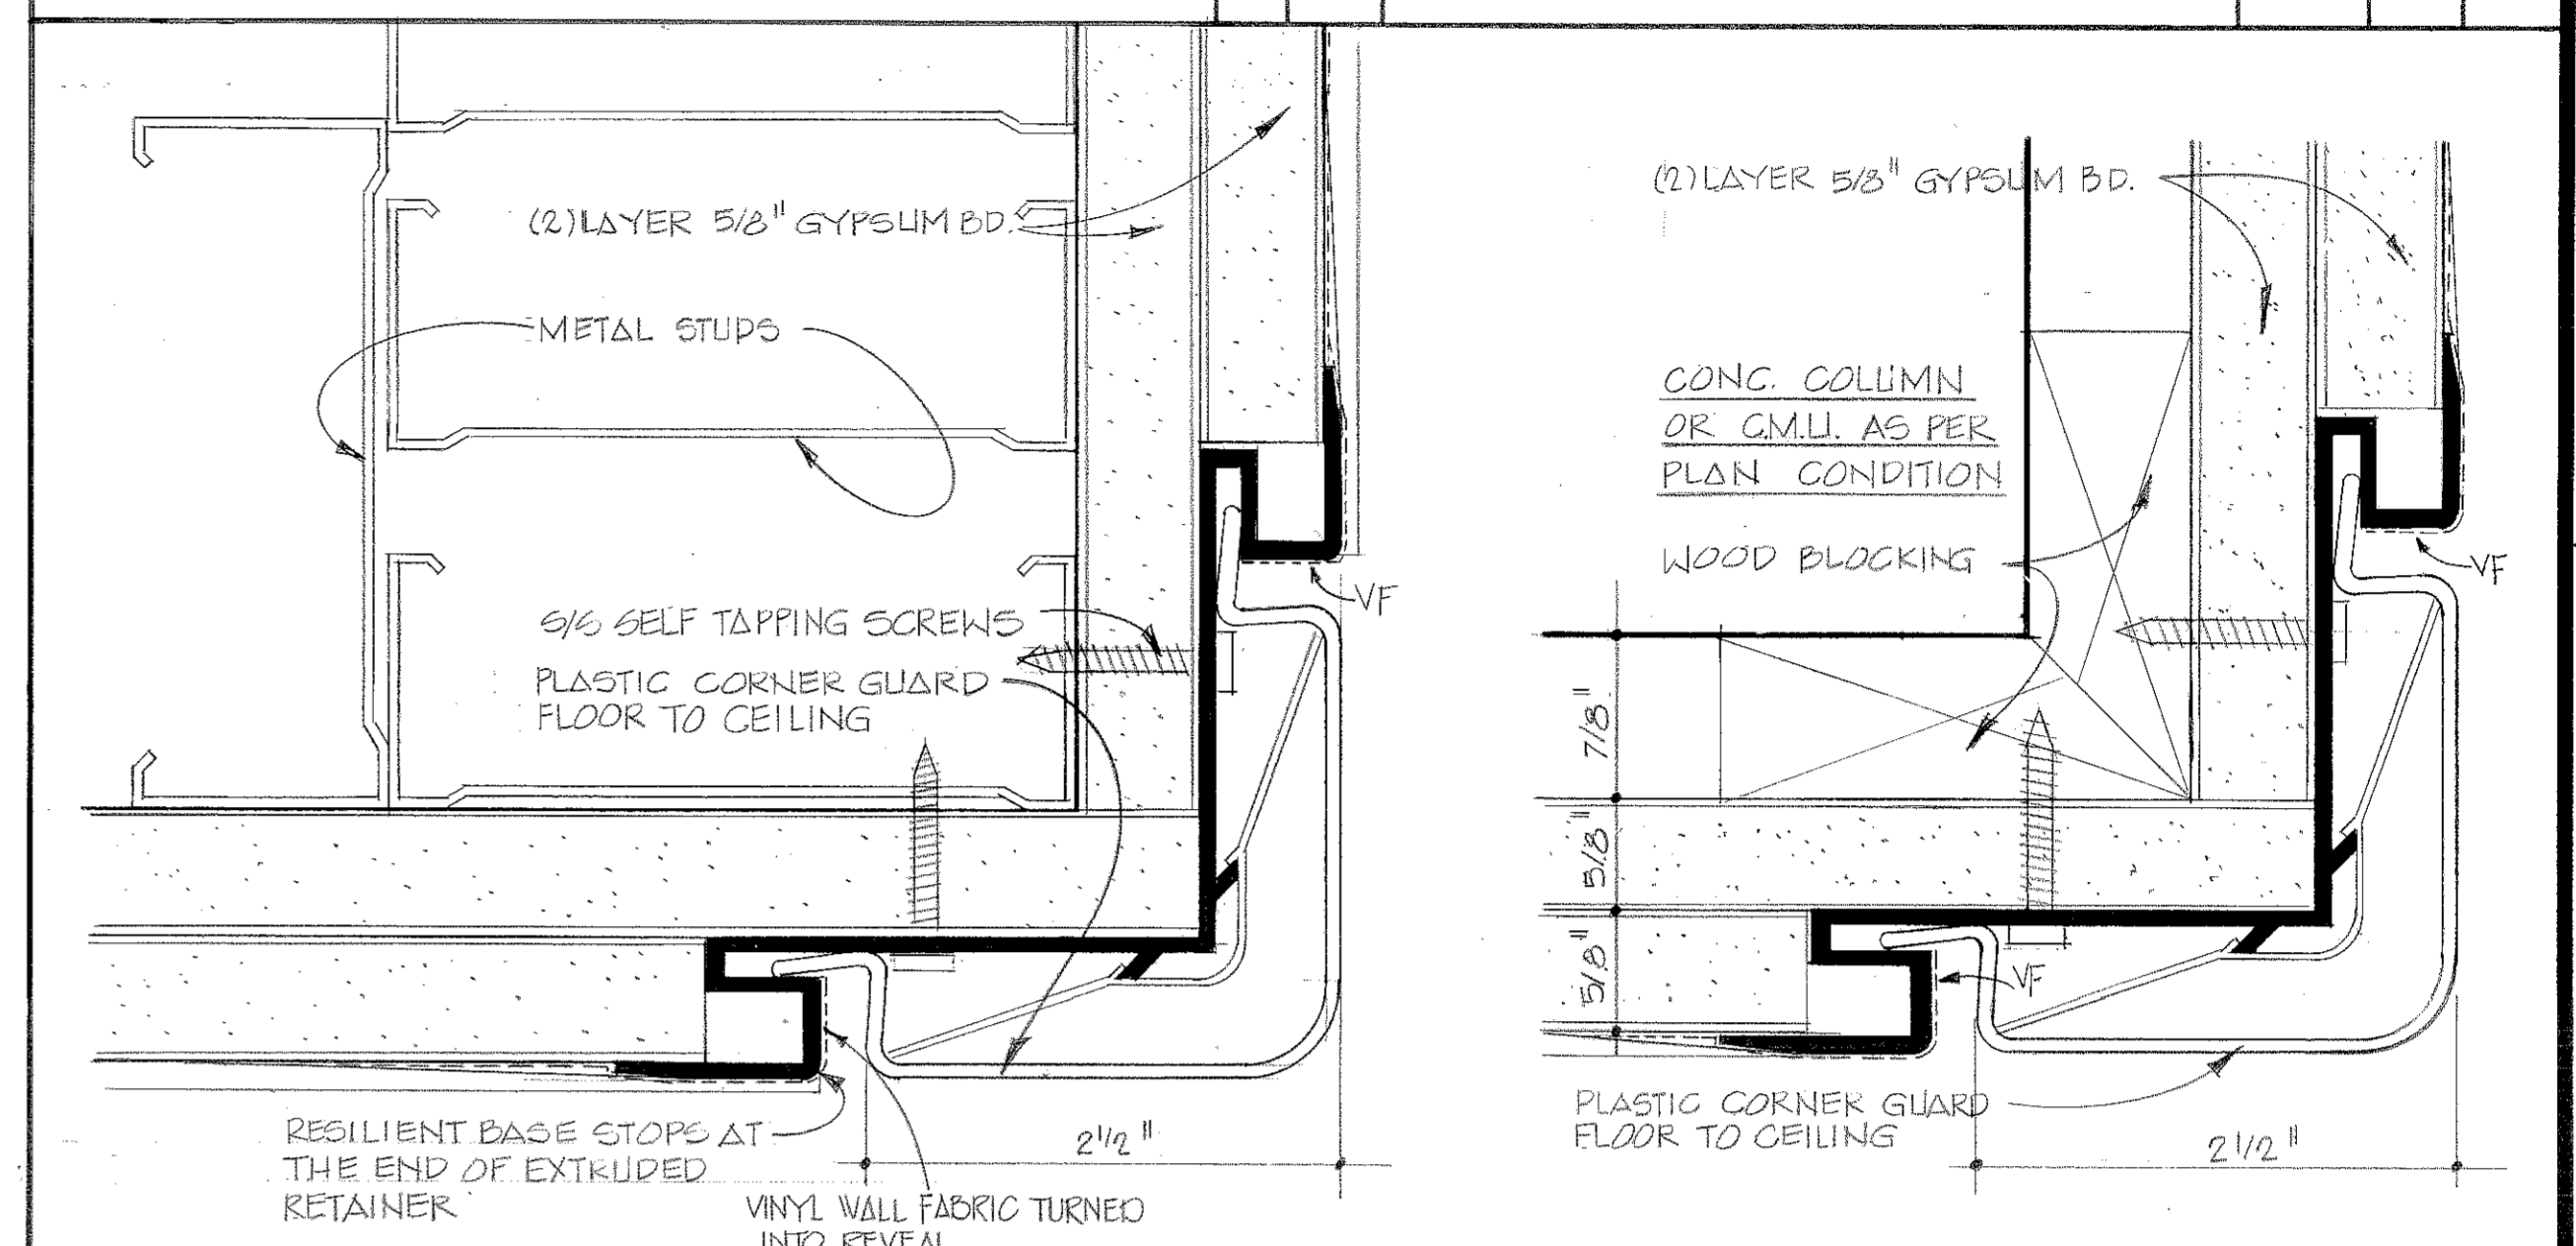 (2) LAYER 5/8" GYPSUM BD.
METAL STUDS
S/S SELF TAPPING SCREWS
PLASTIC CORNER GUARD
FLOOR TO CEILING
VF
RESILIENT BASE STOPS AT
THE END OF EXTRUDED
RETAINER
2 1/2"
VINYL WALL FABRIC TURNED
INTO REVEAL
(2) LAYER 5/8" GYPSUM BD.
CONC. COLUMN
OR C.M.U. AS PER
PLAN CONDITION
WOOD BLOCKING
VF
7/8"
5/8"
5/8"
VF
PLASTIC CORNER GUARD
FLOOR TO CEILING
2 1/2"